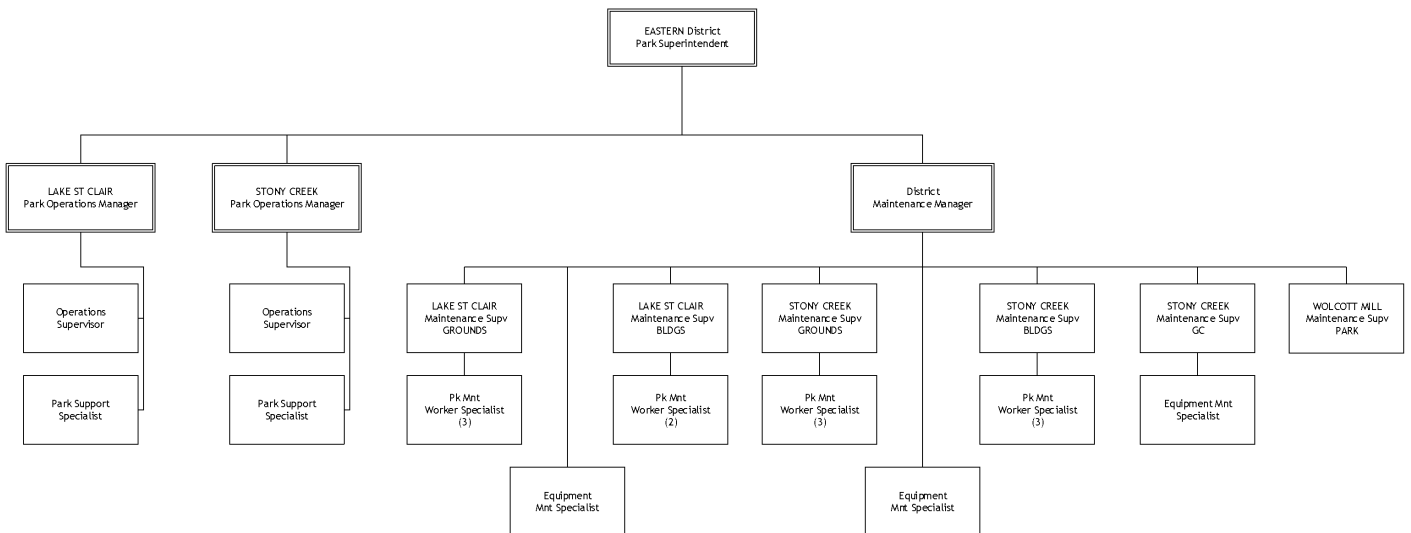 EASTERN District
Park Superintendent
LAKE ST CLAIR
Park Operations Manager
STONY CREEK
Park Operations Manager
District
Maintenance Manager
Operations
Supervisor
Operations
Supervisor
LAKE ST CLAIR
Maintenance Supv
GROUNDS
LAKE ST CLAIR
Maintenance Supv
BLDGS
STONY CREEK
Maintenance Supv
GROUNDS
STONY CREEK
Maintenance Supv
BLDGS
STONY CREEK
Maintenance Supv
GC
WOLCOTT MILL
Maintenance Supv
PARK
Park Support
Specialist
Park Support
Specialist
Pk Mnt
Worker Specialist
(3)
Pk Mnt
Worker Specialist
(2)
Pk Mnt
Worker Specialist
(3)
Pk Mnt
Worker Specialist
(3)
Equipment Mnt
Specialist
Equipment
Mnt Specialist
Equipment
Mnt Specialist